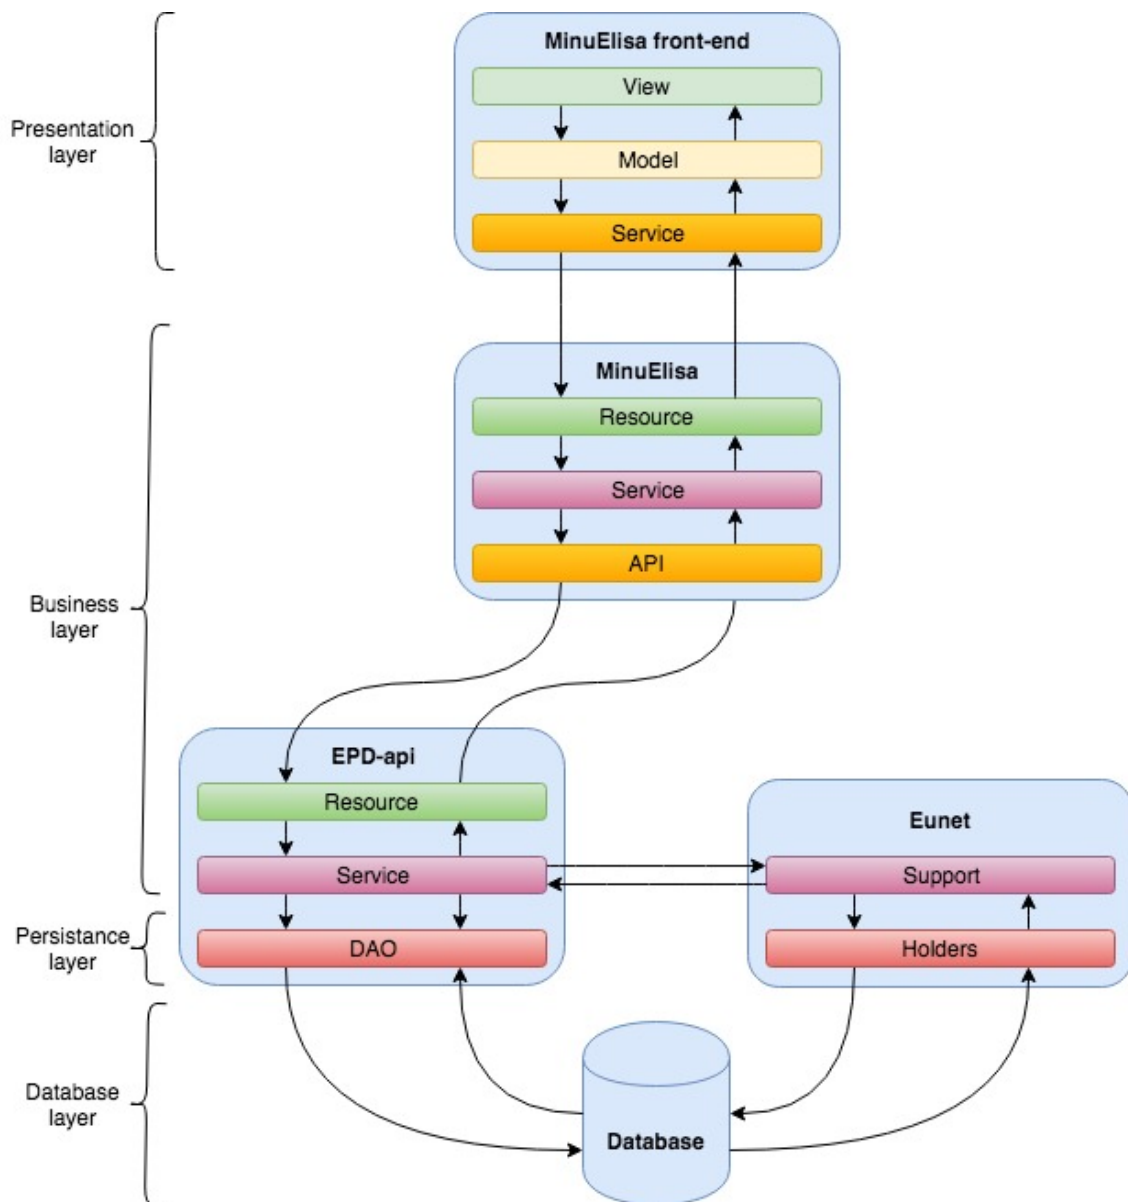 MinuElisa front-end
View
Presentation
layer
Model
Service
MinuElisa
Resource
Service
API
Business
layer
EPD-api
Resource
Eunet
Service
Support
Persistance
layer
DAO
Holders
Database
layer
Database